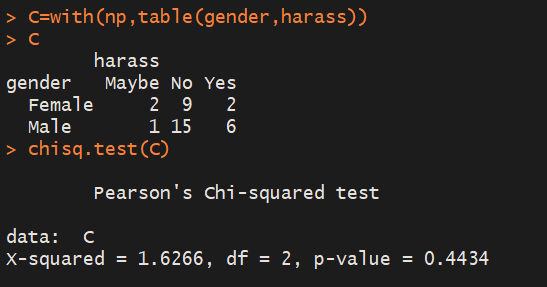 > C=with(np,table(gender,harass))
> C
        harass
gender   Maybe No Yes
  Female     2  9   2
  Male       1 15   6
> chisq.test(C)

        Pearson's Chi-squared test

data:  C
X-squared = 1.6266, df = 2, p-value = 0.4434